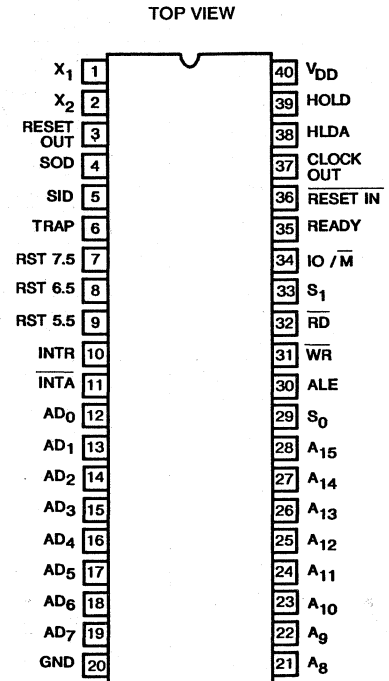 TOP VIEW
X1 1 40 VDD
X2 2 39 HOLD
RESET OUT 3 38 HLDA
SOD 4 37 CLOCK OUT
SID 5 36 RESET IN
TRAP 6 35 READY
RST 7.5 7 34 IO /M
RST 6.5 8 33 S1
RST 5.5 9 32 RD
INTR 10 31 WR
INTA 11 30 ALE
AD0 12 29 S0
AD1 13 28 A15
AD2 14 27 A14
AD3 15 26 A13
AD4 16 25 A12
AD5 17 24 A11
AD6 18 23 A10
AD7 19 22 A9
GND 20 21 A8